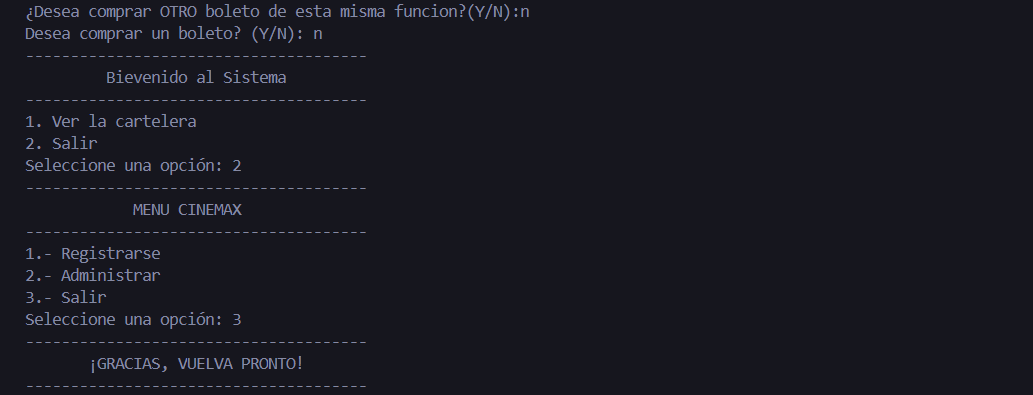 ¿Desea comprar OTRO boleto de esta misma funcion?(Y/N):n
Desea comprar un boleto? (Y/N): n
--------------------------------------
Bievenido al Sistema
--------------------------------------
1. Ver la cartelera
2. Salir
Seleccione una opción: 2
--------------------------------------
MENU CINEMAX
--------------------------------------
1.- Registrarse
2.- Administrar
3.- Salir
Seleccione una opción: 3
--------------------------------------
¡GRACIAS, VUELVA PRONTO!
--------------------------------------